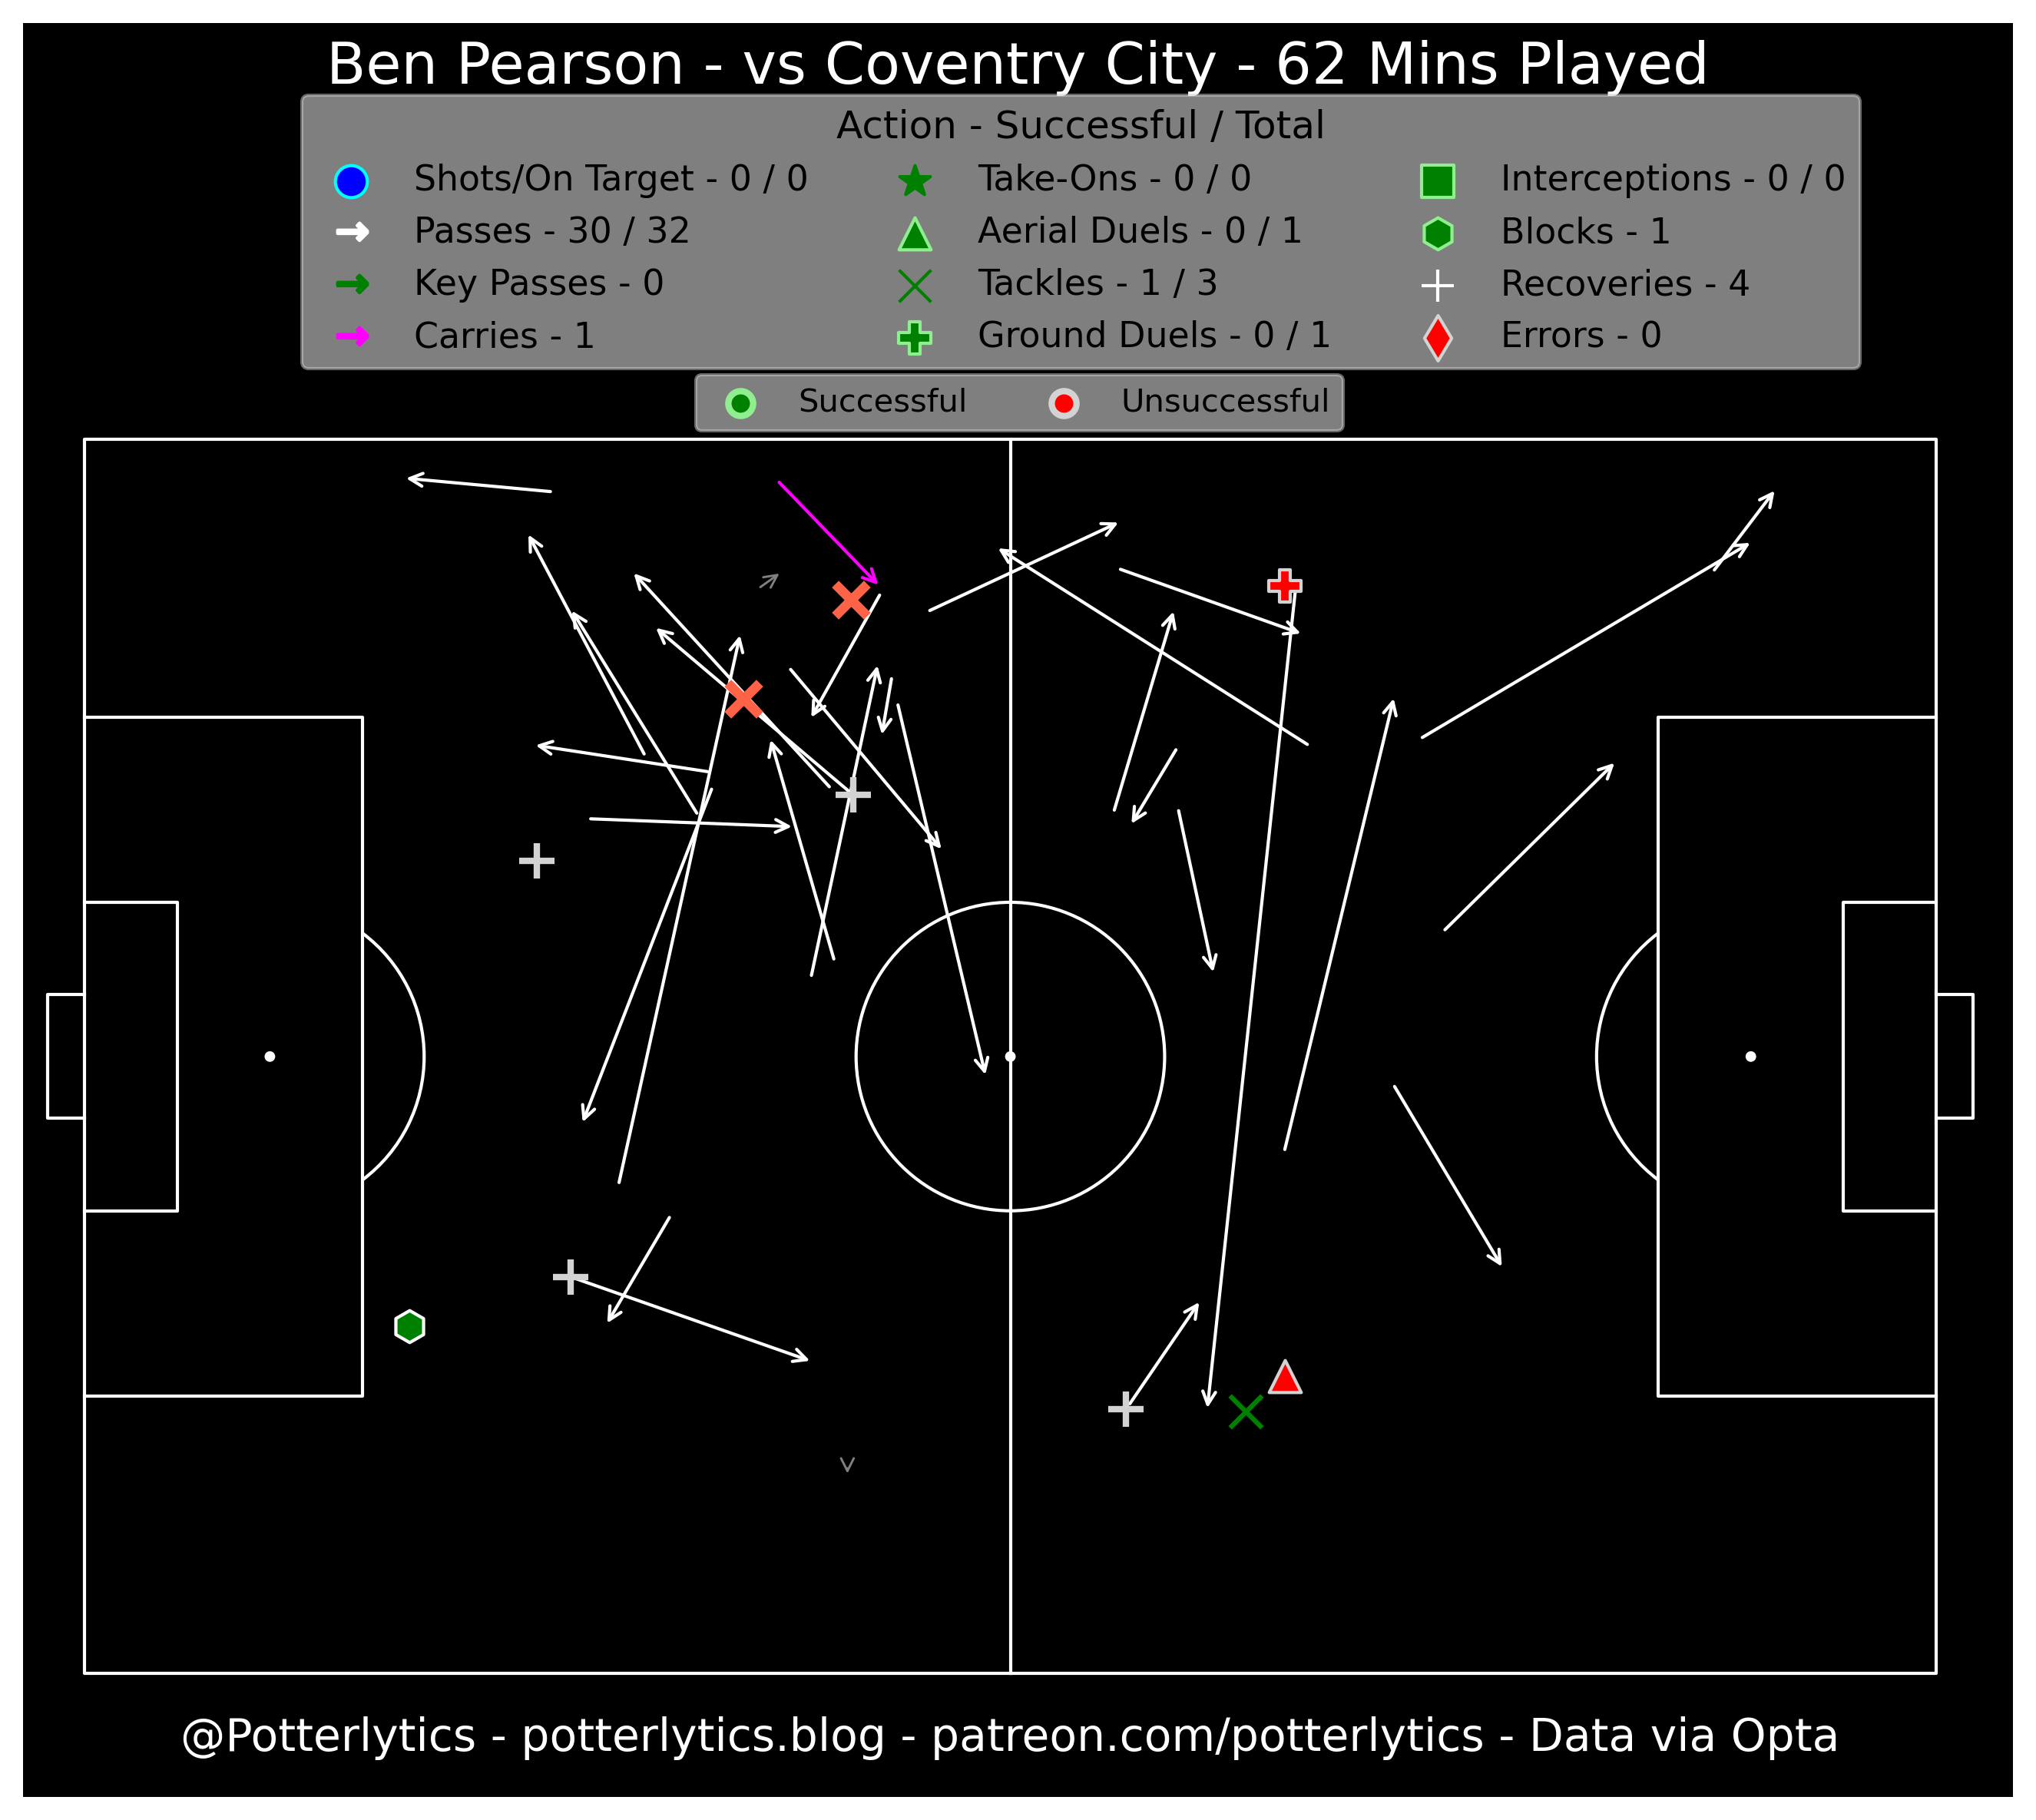 Ben Pearson - vs Coventry City - 62 Mins Played
Action - Successful / Total
Shots/On Target - 0 / 0
Passes - 30 / 32
Key Passes - 0
Carries - 1
Take-Ons - 0 / 0
Aerial Duels - 0 / 1
Tackles - 1 / 3
Ground Duels - 0 / 1
Interceptions - 0 / 0
Blocks - 1
Recoveries - 4
Errors - 0
Successful
Unsuccessful
@Potterlytics - potterlytics.blog - patreon.com/potterlytics - Data via Opta